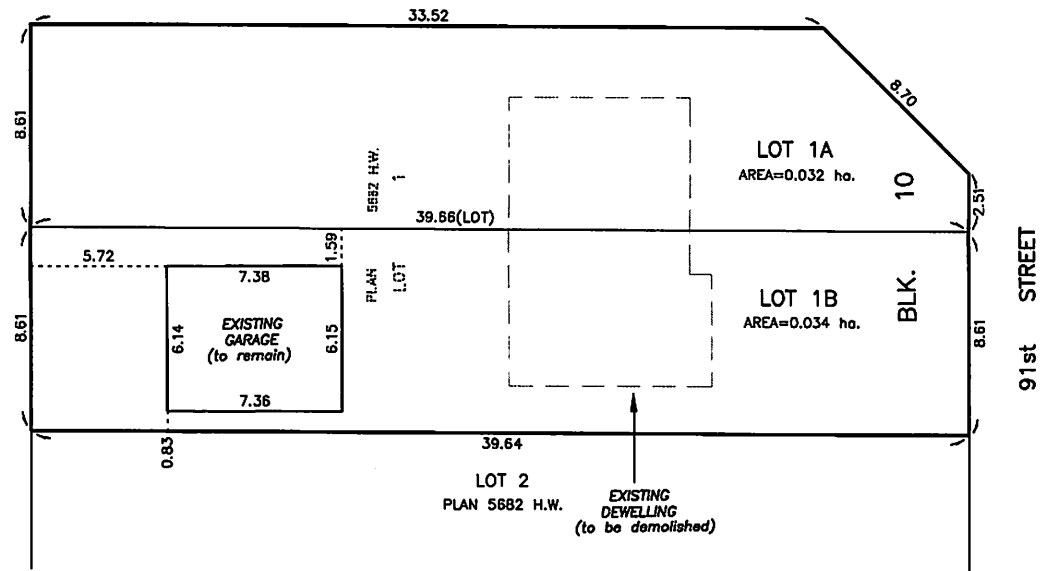 33.52
8.61
8.70
5682 H.W.
1
LOT 1A
AREA=0.032 ha.
10
2.51
39.66(LOT)
5.72
1.59
7.38
PLAN
LOT
LOT 1B
AREA=0.034 ha.
BLK.
91st STREET
8.61
6.14
EXISTING
GARAGE
(to remain)
6.15
8.61
7.36
0.83
39.64
LOT 2
PLAN 5682 H.W.
EXISTING
DEWELLING
(to be demolished)